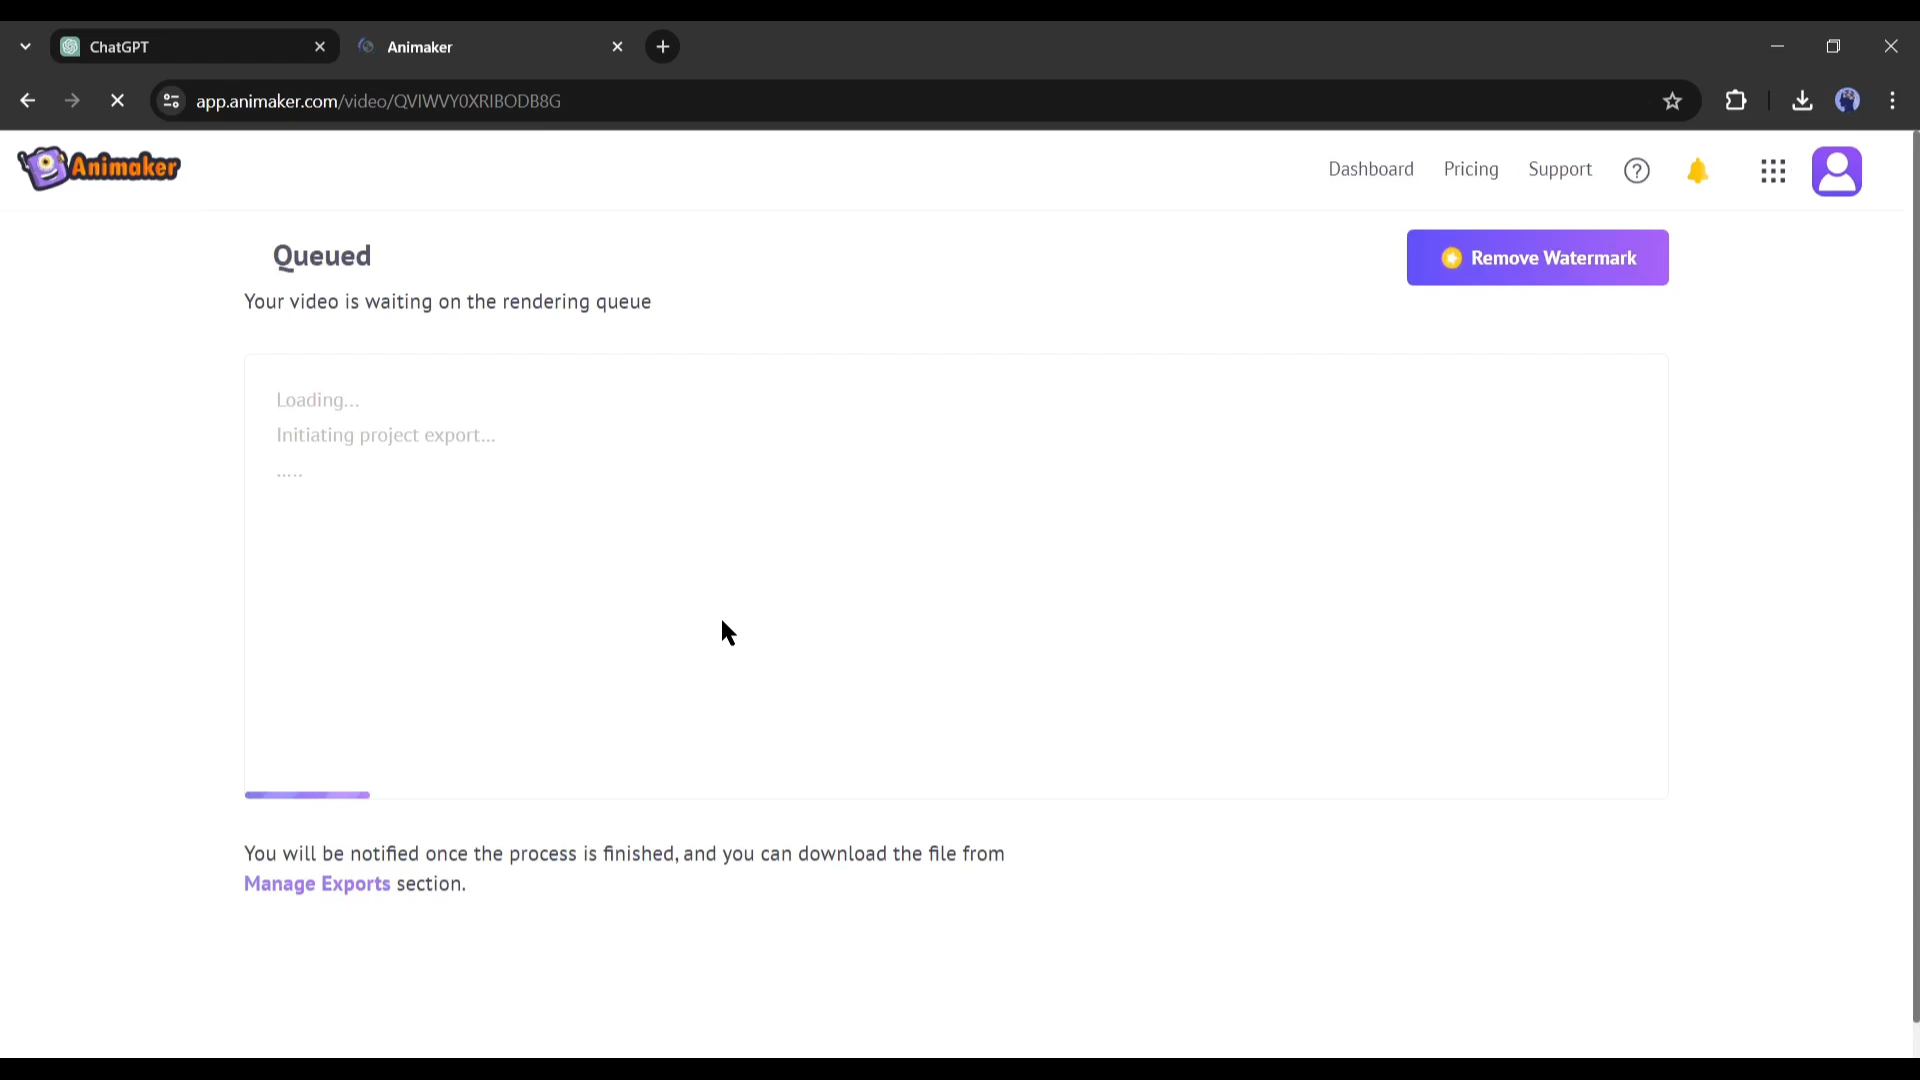 ChatGPT
Animaker
app.animaker.com/video/QVIWVY0XRIBODB8G
Animaker
Dashboard
Pricing
Support
Queued
Remove Watermark
Your video is waiting on the rendering queue
Loading...
Initiating project export...
.....
You will be notified once the process is finished, and you can download the file from
Manage Exports section.